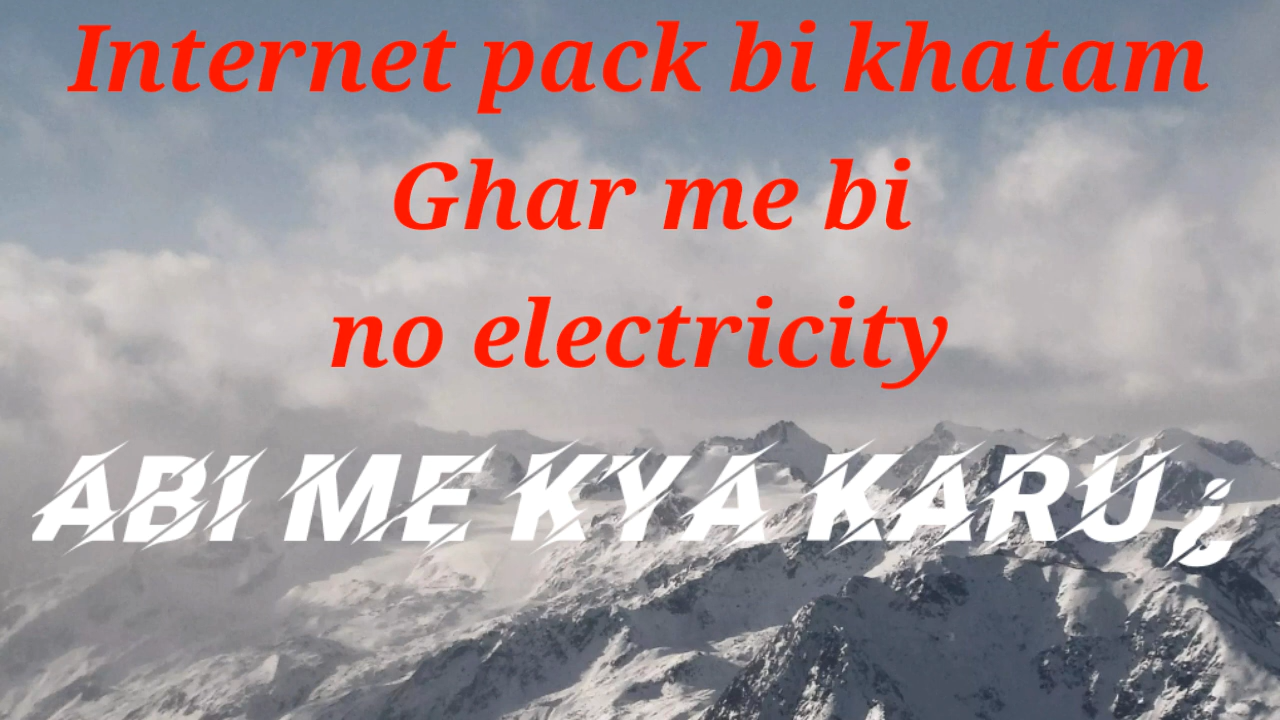 Internet pack bi khatam
Ghar me bi
no electricity
ABI ME KYA KARU¿